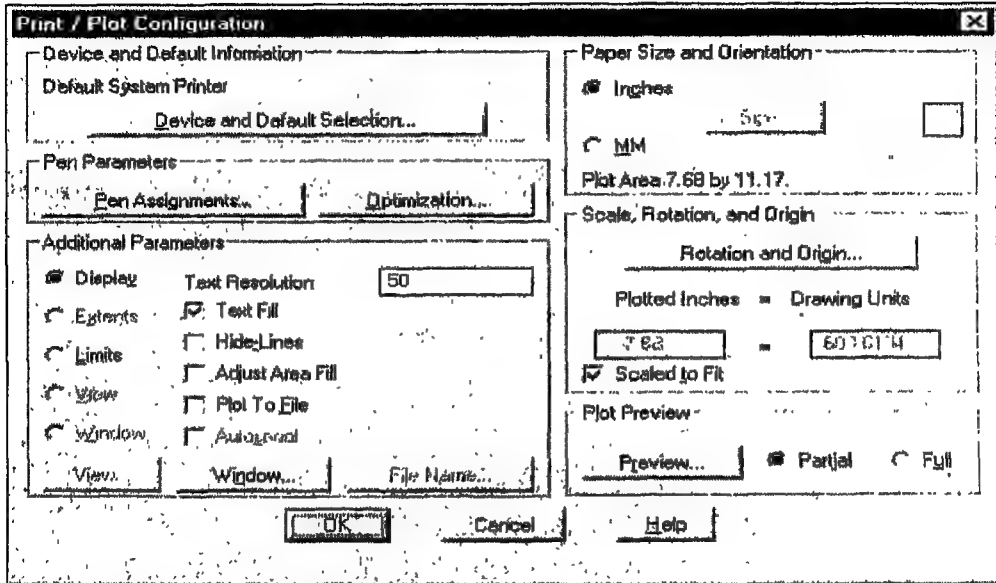 Print / Plot Configuration
Device and Default Information
Default System Printer
Device and Default Selection...
Pen Parameters
Pen Assignments...
Optimization...
Additional Parameters
Display
Extents
Limits
View
Window
Text Resolution
50
Text Fill
Hide Lines
Adjust Area Fill
Plot To File
Autospool
View...
Window...
File Name...
Paper Size and Orientation
Inches
Size...
MM
Plot Area 7.68 by 11.17.
Scale, Rotation, and Origin
Rotation and Origin...
Plotted Inches = Drawing Units
7.68 =
Scaled to Fit
Plot Preview
Preview...
Partial
Full
OK
Cancel
Help